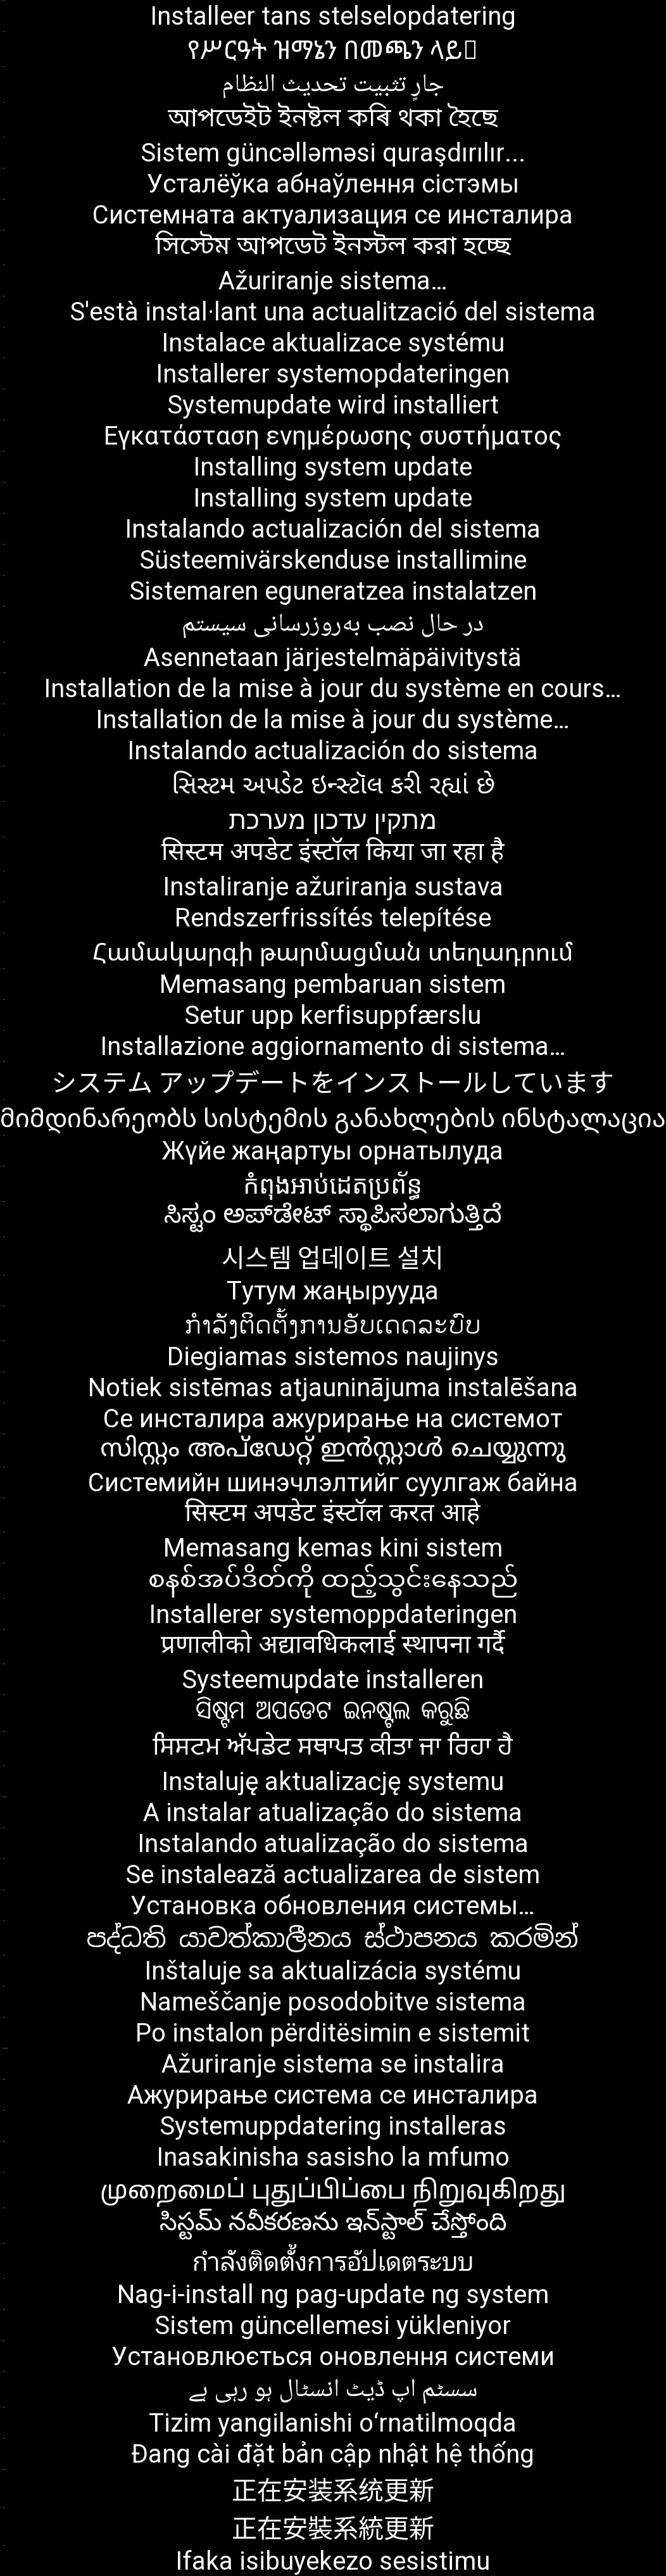 Installeer tans stelselopdatering
የሥርዓት ዝማኔን በመጫን ላይ
جارٍ تثبيت تحديث النظام
আপডেইট ইনষ্টল কৰি থকা হৈছে
Sistem güncəlləməsi quraşdırılır...
Усталёўка абнаўлення сістэмы
Системната актуализация се инсталира
সিস্টেম আপডেট ইনস্টল করা হচ্ছে
Ažuriranje sistema…
S'està instal·lant una actualització del sistema
Instalace aktualizace systému
Installerer systemopdateringen
Systemupdate wird installiert
Εγκατάσταση ενημέρωσης συστήματος
Installing system update
Installing system update
Instalando actualización del sistema
Süsteemivärskenduse installimine
Sistemaren eguneratzea instalatzen
در حال نصب به‌روزرسانی سیستم
Asennetaan järjestelmäpäivitystä
Installation de la mise à jour du système en cours…
Installation de la mise à jour du système…
Instalando actualización do sistema
સિસ્ટમ અપડેટ ઇન્સ્ટૉલ કરી રહ્યાં છે
מתקין עדכון מערכת
सिस्टम अपडेट इंस्टॉल किया जा रहा है
Instaliranje ažuriranja sustava
Rendszerfrissítés telepítése
Համակարգի թարմացման տեղադրում
Memasang pembaruan sistem
Setur upp kerfisuppfærslu
Installazione aggiornamento di sistema…
システム アップデートをインストールしています
მიმდინარეობს სისტემის განახლების ინსტალაცია
Жүйе жаңартуы орнатылуда
កំពុងអាប់ដេតប្រព័ន្ធ
ಸಿಸ್ಟಂ ಅಪ್‌ಡೇಟ್ ಸ್ಥಾಪಿಸಲಾಗುತ್ತಿದೆ
시스템 업데이트 설치
Тутум жаңырууда
ກຳລັງຕິດຕັ້ງການອັບເດດລະບົບ
Diegiamas sistemos naujinys
Notiek sistēmas atjauninājuma instalēšana
Се инсталира ажурирање на системот
സിസ്റ്റം അപ്ഡേറ്റ് ഇൻസ്റ്റാൾ ചെയ്യുന്നു
Системийн шинэчлэлтийг суулгаж байна
सिस्टम अपडेट इंस्टॉल करत आहे
Memasang kemas kini sistem
စနစ်အပ်ဒိတ်ကို ထည့်သွင်းနေသည်
Installerer systemoppdateringen
प्रणालीको अद्यावधिकलाई स्थापना गर्दै
Systeemupdate installeren
ସିଷ୍ଟମ ଅପଡେଟ ଇନଷ୍ଟଲ କରୁଛି
ਸਿਸਟਮ ਅੱਪਡੇਟ ਸਥਾਪਤ ਕੀਤਾ ਜਾ ਰਿਹਾ ਹੈ
Instaluję aktualizację systemu
A instalar atualização do sistema
Instalando atualização do sistema
Se instalează actualizarea de sistem
Установка обновления системы…
පද්ධති යාවත්කාලීනය ස්ථාපනය කරමින්
Inštaluje sa aktualizácia systému
Nameščanje posodobitve sistema
Po instalon përditësimin e sistemit
Ažuriranje sistema se instalira
Ажурирање система се инсталира
Systemuppdatering installeras
Inasakinisha sasisho la mfumo
முறைமைப் புதுப்பிப்பை நிறுவுகிறது
సిస్టమ్ నవీకరణను ఇన్‌స్టాల్ చేస్తోంది
กำลังติดตั้งการอัปเดตระบบ
Nag-i-install ng pag-update ng system
Sistem güncellemesi yükleniyor
Установлюється оновлення системи
سسٹم اپ ڈیٹ انسٹال ہو رہی ہے
Tizim yangilanishi o‘rnatilmoqda
Đang cài đặt bản cập nhật hệ thống
正在安装系统更新
正在安裝系統更新
Ifaka isibuyekezo sesistimu